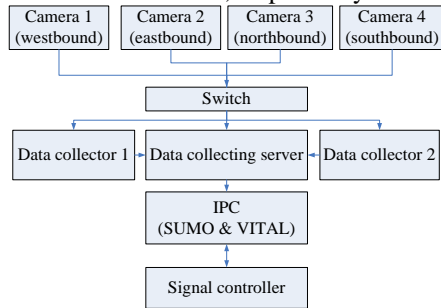 Camera 1
(westbound)
Camera 2
(eastbound)
Camera 3
(northbound)
Camera 4
(southbound)
Switch
Data collector 1
Data collecting server
Data collector 2
IPC
(SUMO & VITAL)
Signal controller